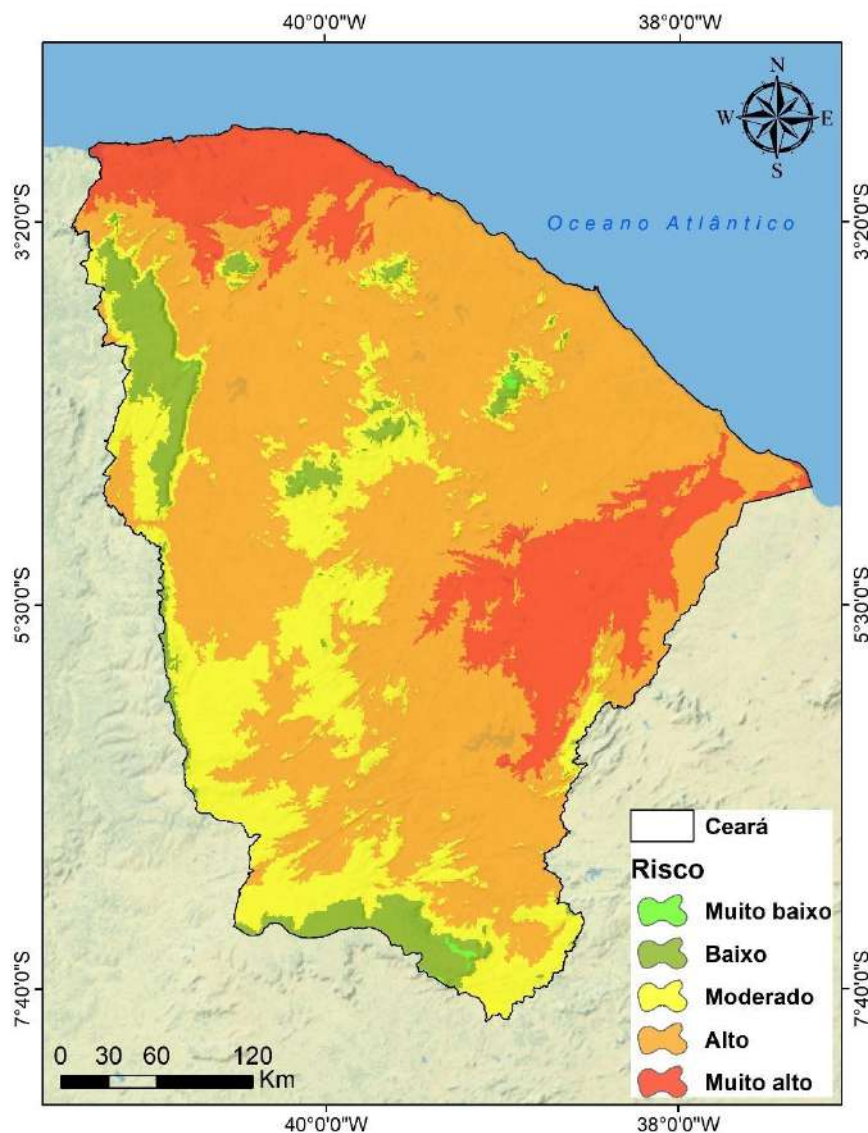 40°0'0"W
38°0'0"W
N
W
E
S
3°20'0"S
3°20'0"S
Oceano Atlântico
5°30'0"S
5°30'0"S
7°40'0"S
7°40'0"S
Ceará
Risco
Muito baixo
Baixo
Moderado
Alto
Muito alto
0 30 60 120
Km
40°0'0"W
38°0'0"W